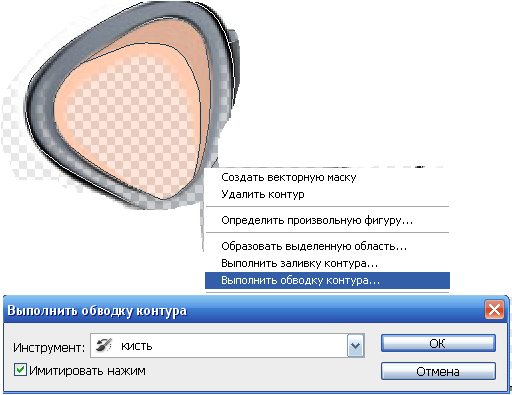 Создать векторную маску
Удалить контур
Определить произвольную фигуру...
Образовать выделенную область...
Выполнить заливку контура...
Выполнить обводку контура...
Выполнить обводку контура
Инструмент: кисть OK
Имитировать нажим Отмена